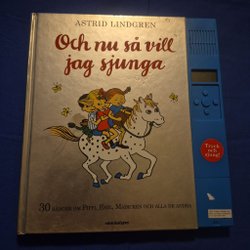 ASTRID LINDGREN
Och nu så vill
jag sjunga
Tryck
och
sjung!
30 SÅNGER OM PIPPI, EMIL, MADICKEN OCH ALLA DE ANDRA